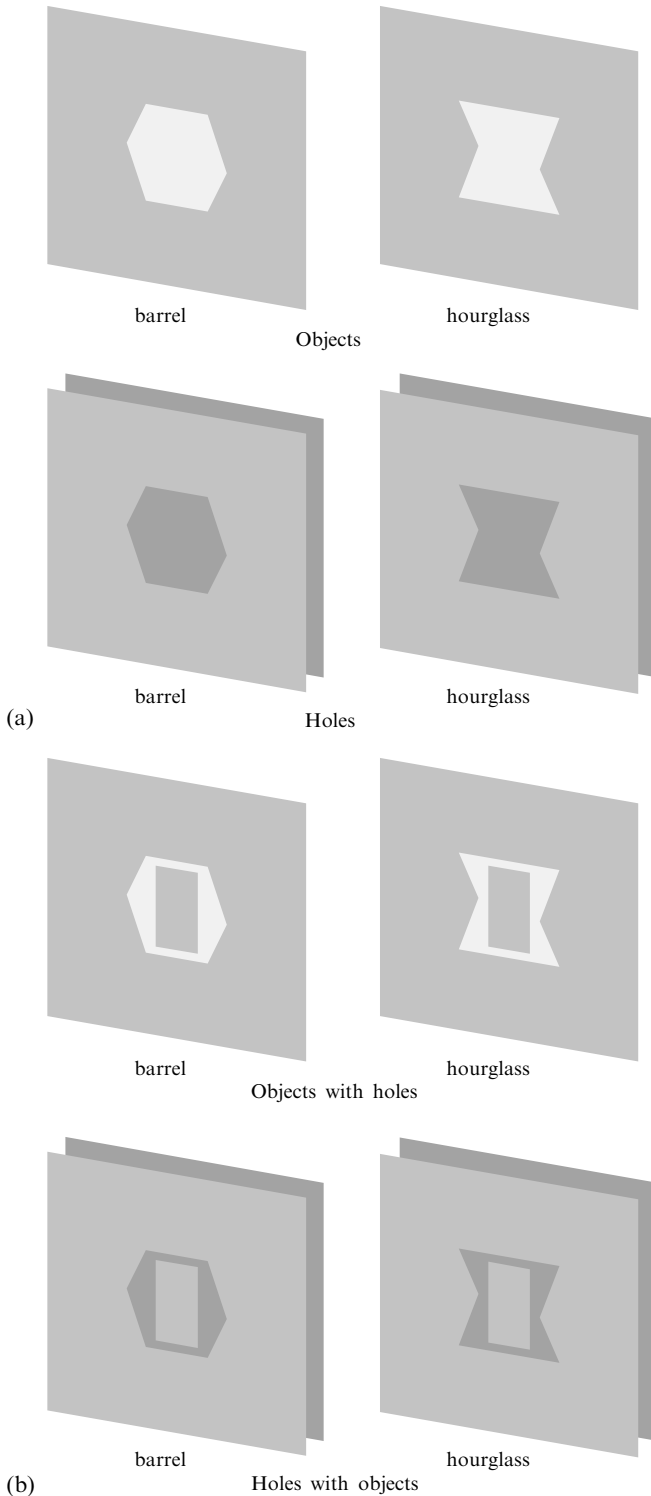 barrel hourglass
Objects
barrel hourglass
(a) Holes
barrel hourglass
Objects with holes
barrel hourglass
(b) Holes with objects